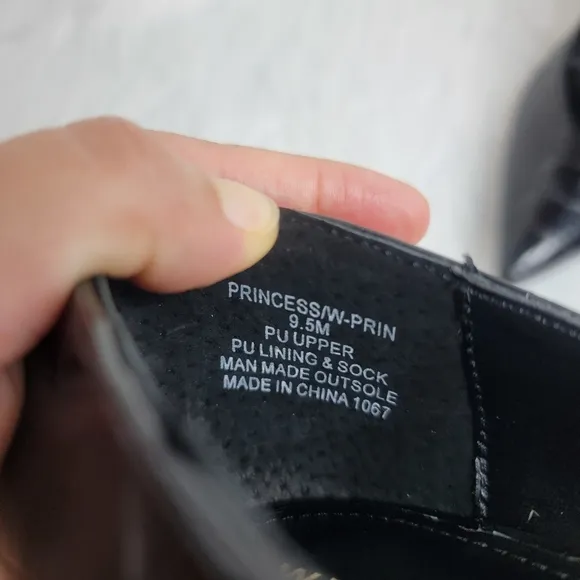 PRINCESS/W-PRIN
9.5M
PU UPPER
PU LINING & SOCK
MAN MADE OUTSOLE
MADE IN CHINA 1067